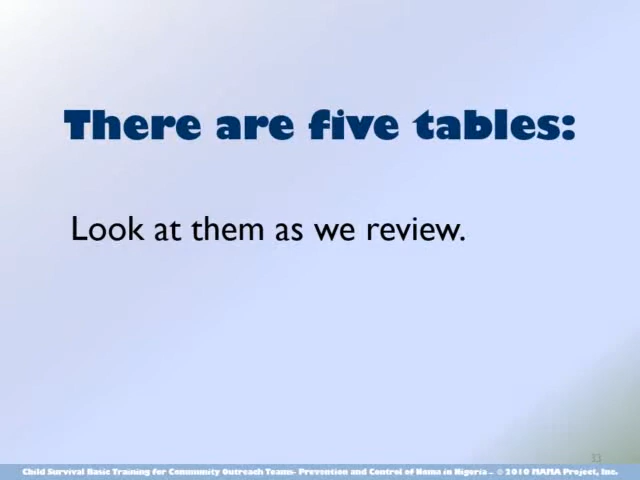 There are five tables:
Look at them as we review.
33
Child Survival Basic Training for Community Outreach Teams- Prevention and Control of Noma in Nigeria _ © 2010 MAMA Project, Inc.